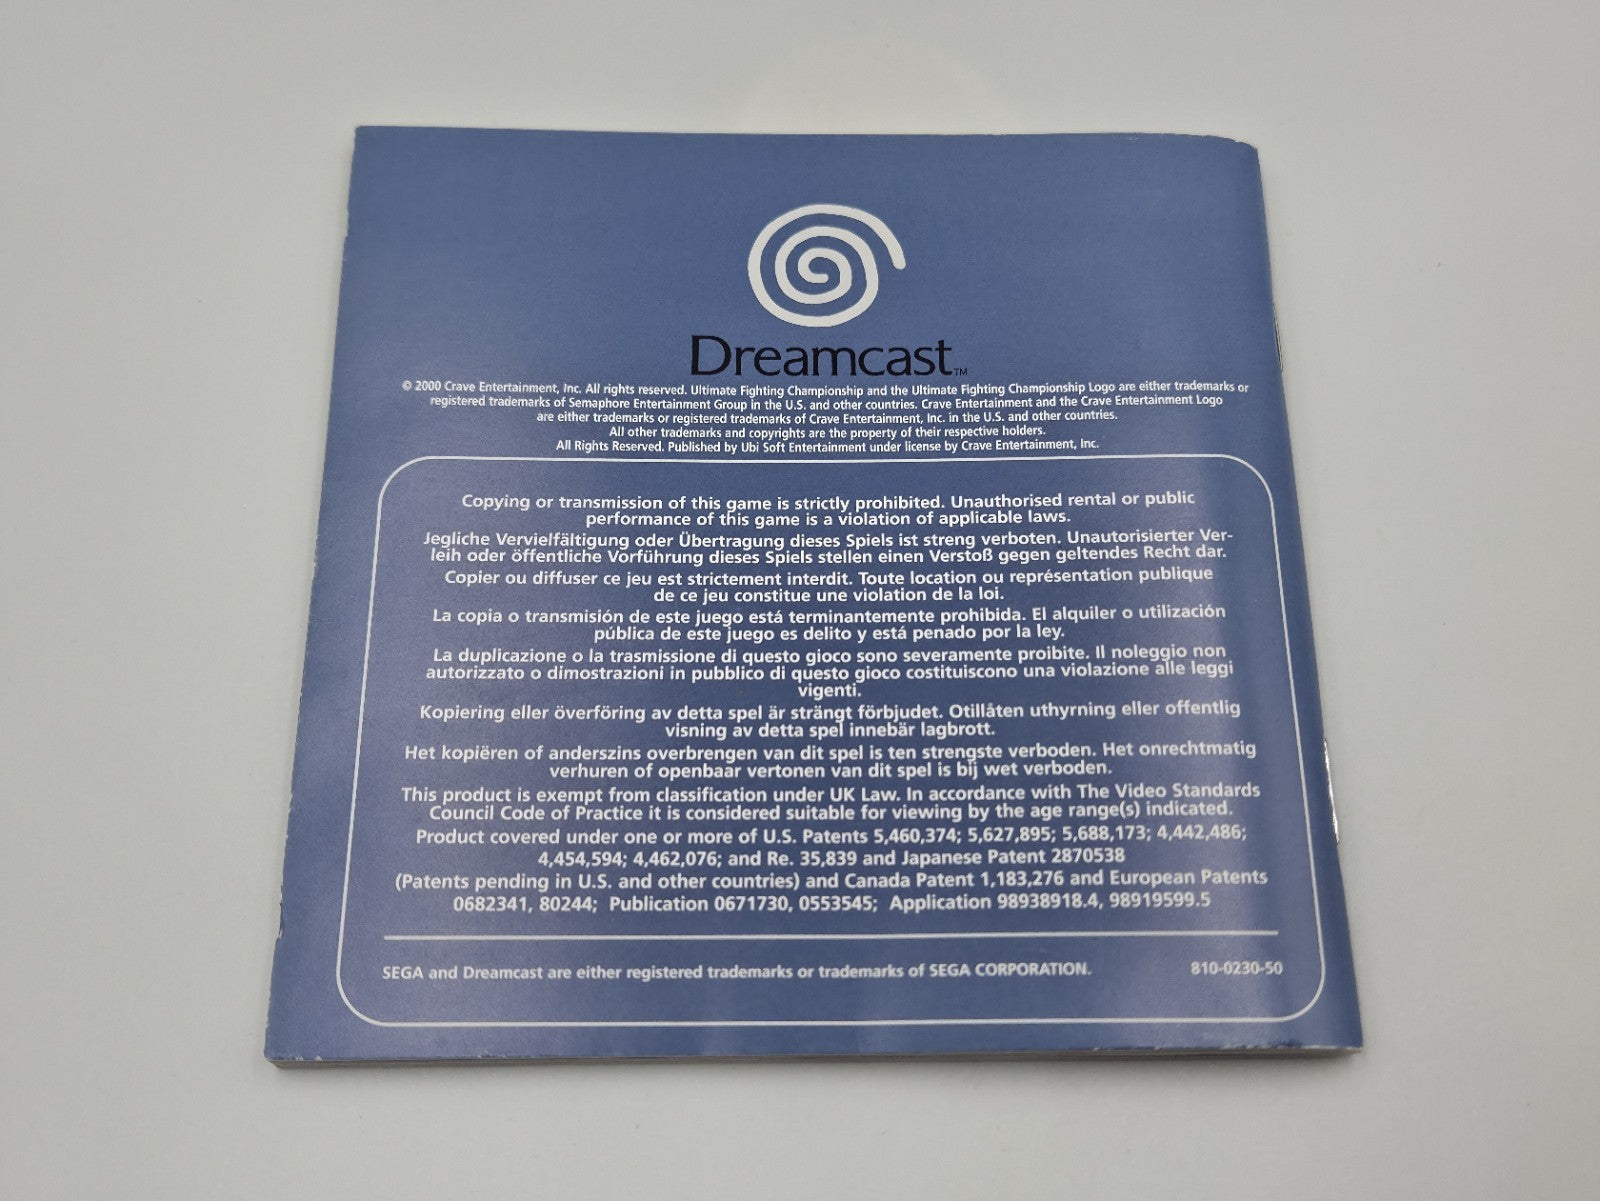 Dreamcast™
© 2000 Crave Entertainment, Inc. All rights reserved. Ultimate Fighting Championship and the Ultimate Fighting Championship Logo are either trademarks or
registered trademarks of Semaphore Entertainment Group in the U.S. and other countries. Crave Entertainment and the Crave Entertainment Logo
are either trademarks or registered trademarks of Crave Entertainment, Inc. in the U.S. and other countries.
All other trademarks and copyrights are the property of their respective holders.
All Rights Reserved. Published by Ubi Soft Entertainment under license by Crave Entertainment, Inc.
Copying or transmission of this game is strictly prohibited. Unauthorised rental or public
performance of this game is a violation of applicable laws.
Jegliche Vervielfältigung oder Übertragung dieses Spiels ist streng verboten. Unautorisierter Ver-
leih oder öffentliche Vorführung dieses Spiels stellen einen Verstoß gegen geltendes Recht dar.
Copier ou diffuser ce jeu est strictement interdit. Toute location ou représentation publique
de ce jeu constitue une violation de la loi.
La copia o transmisión de este juego está terminantemente prohibida. El alquiler o utilización
pública de este juego es delito y está penado por la ley.
La duplicazione o la trasmissione di questo gioco sono severamente proibite. Il noleggio non
autorizzato o dimostrazioni in pubblico di questo gioco costituiscono una violazione alle leggi
vigenti.
Kopiering eller överföring av detta spel är strängt förbjudet. Otillåten uthyrning eller offentlig
visning av detta spel innebär lagbrott.
Het kopiëren of anderszins overbrengen van dit spel is ten strengste verboden. Het onrechtmatig
verhuren of openbaar vertonen van dit spel is bij wet verboden.
This product is exempt from classification under UK Law. In accordance with The Video Standards
Council Code of Practice it is considered suitable for viewing by the age range(s) indicated.
Product covered under one or more of U.S. Patents 5,460,374; 5,627,895; 5,688,173; 4,442,486;
4,454,594; 4,462,076; and Re. 35,839 and Japanese Patent 2870538
(Patents pending in U.S. and other countries) and Canada Patent 1,183,276 and European Patents
0682341, 80244; Publication 0671730, 0553545; Application 98938918.4, 98919599.5
SEGA and Dreamcast are either registered trademarks or trademarks of SEGA CORPORATION. 810-0230-50